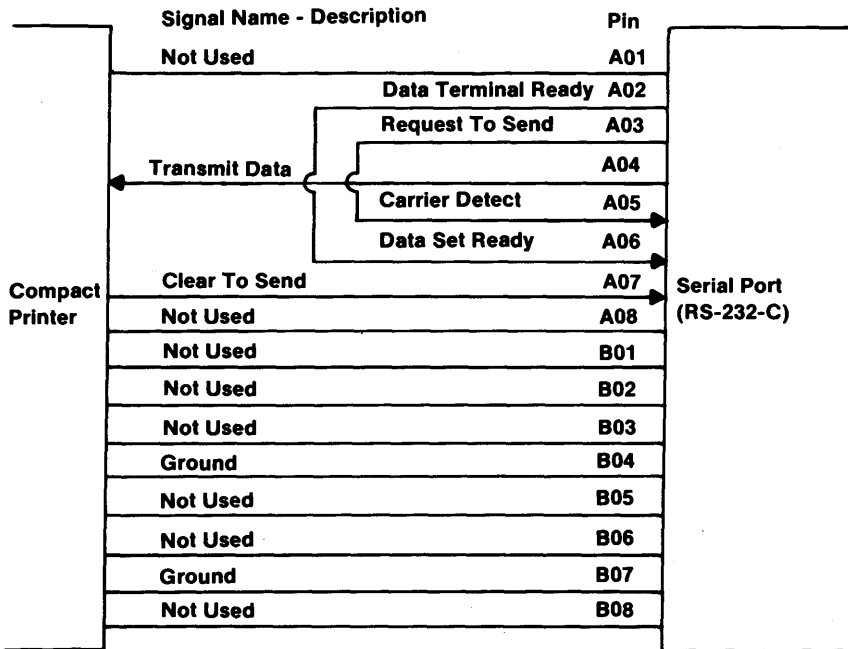 Signal Name - Description Pin
Not Used A01
Data Terminal Ready A02
Request To Send A03
Transmit Data A04
Carrier Detect A05
Data Set Ready A06
Clear To Send A07
Compact
Printer
Serial Port
(RS-232-C)
Not Used A08
Not Used B01
Not Used B02
Not Used B03
Ground B04
Not Used B05
Not Used B06
Ground B07
Not Used B08